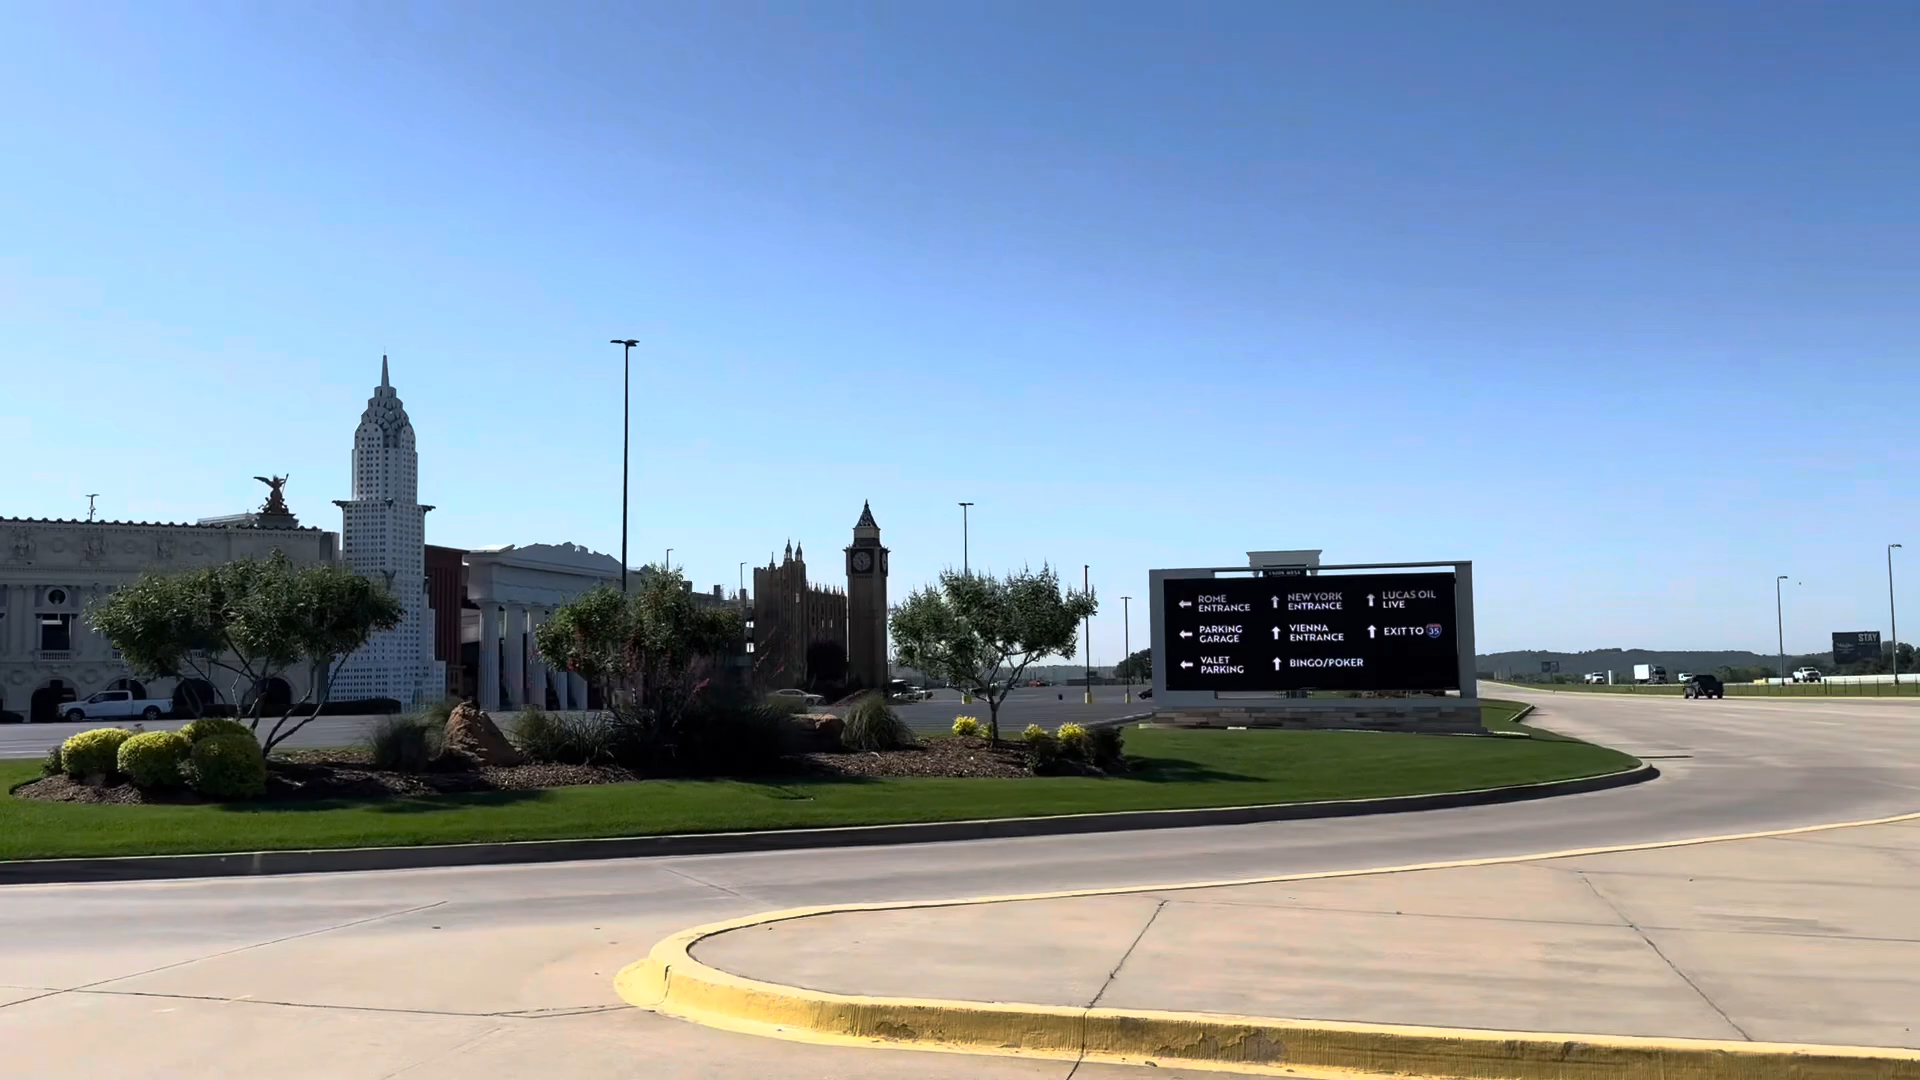 ← ROME
ENTRANCE
← PARKING
GARAGE
← VALET
PARKING
↑ NEW YORK
ENTRANCE
↑ VIENNA
ENTRANCE
↑ BINGO/POKER
↑ LUCAS OIL
LIVE
↑ EXIT TO 35
STAY